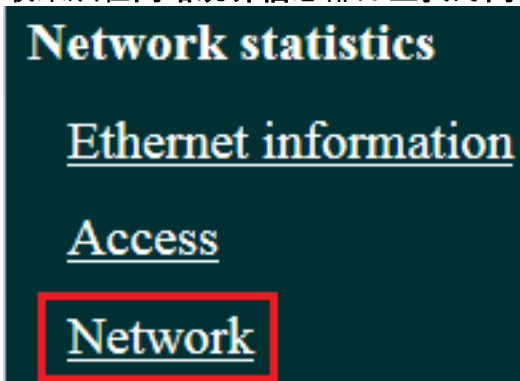 Network statistics
Ethernet information
Access
Network